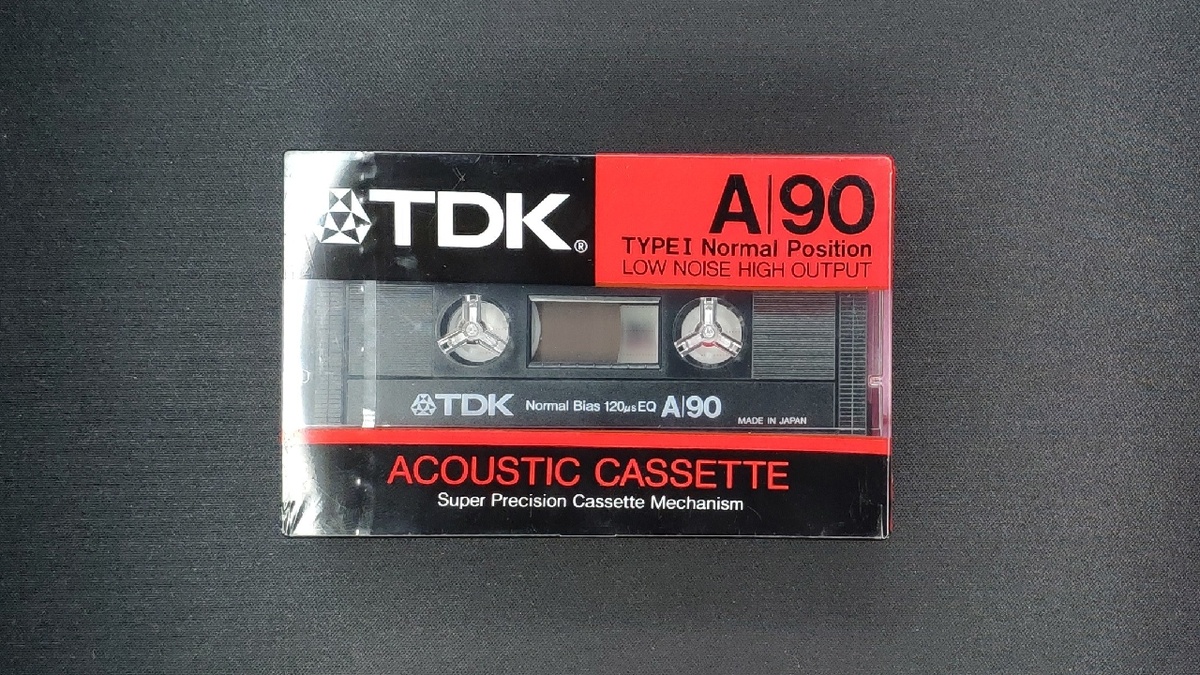 TDK®
A|90
TYPE I Normal Position
LOW NOISE HIGH OUTPUT
TDK Normal Bias 120μs EQ A|90
MADE IN JAPAN
ACOUSTIC CASSETTE
Super Precision Cassette Mechanism